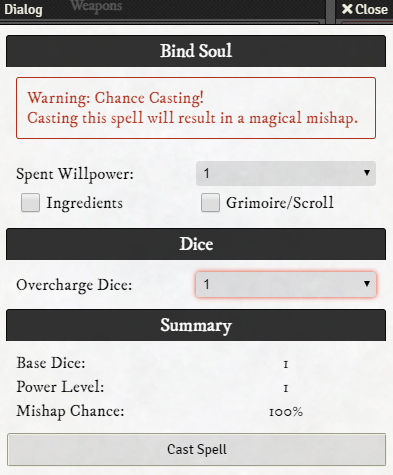 Dialog
Weapons
Close
Bind Soul
Warning: Chance Casting!
Casting this spell will result in a magical mishap.
Spent Willpower: 1
Ingredients Grimoire/Scroll
Dice
Overcharge Dice: 1
Summary
Base Dice: 1
Power Level: 1
Mishap Chance: 100%
Cast Spell